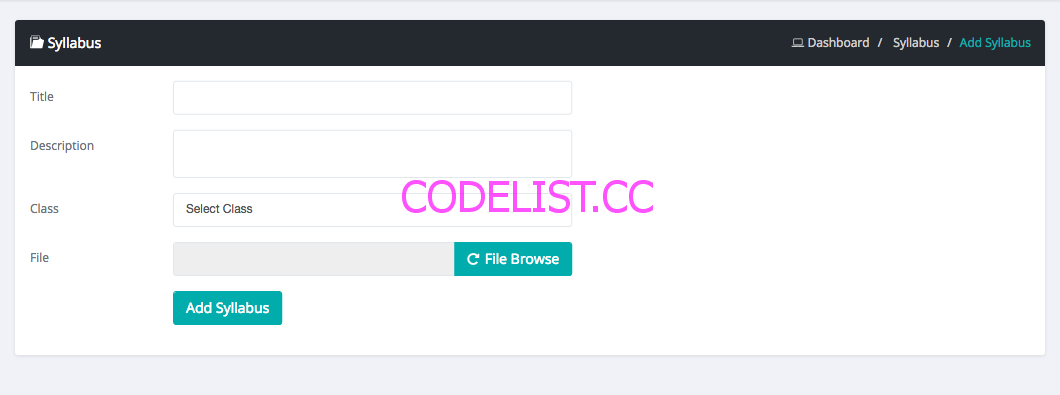 Syllabus
Dashboard / Syllabus / Add Syllabus
Title
Description
CODELIST.CC
Class
Select Class
File
File Browse
Add Syllabus